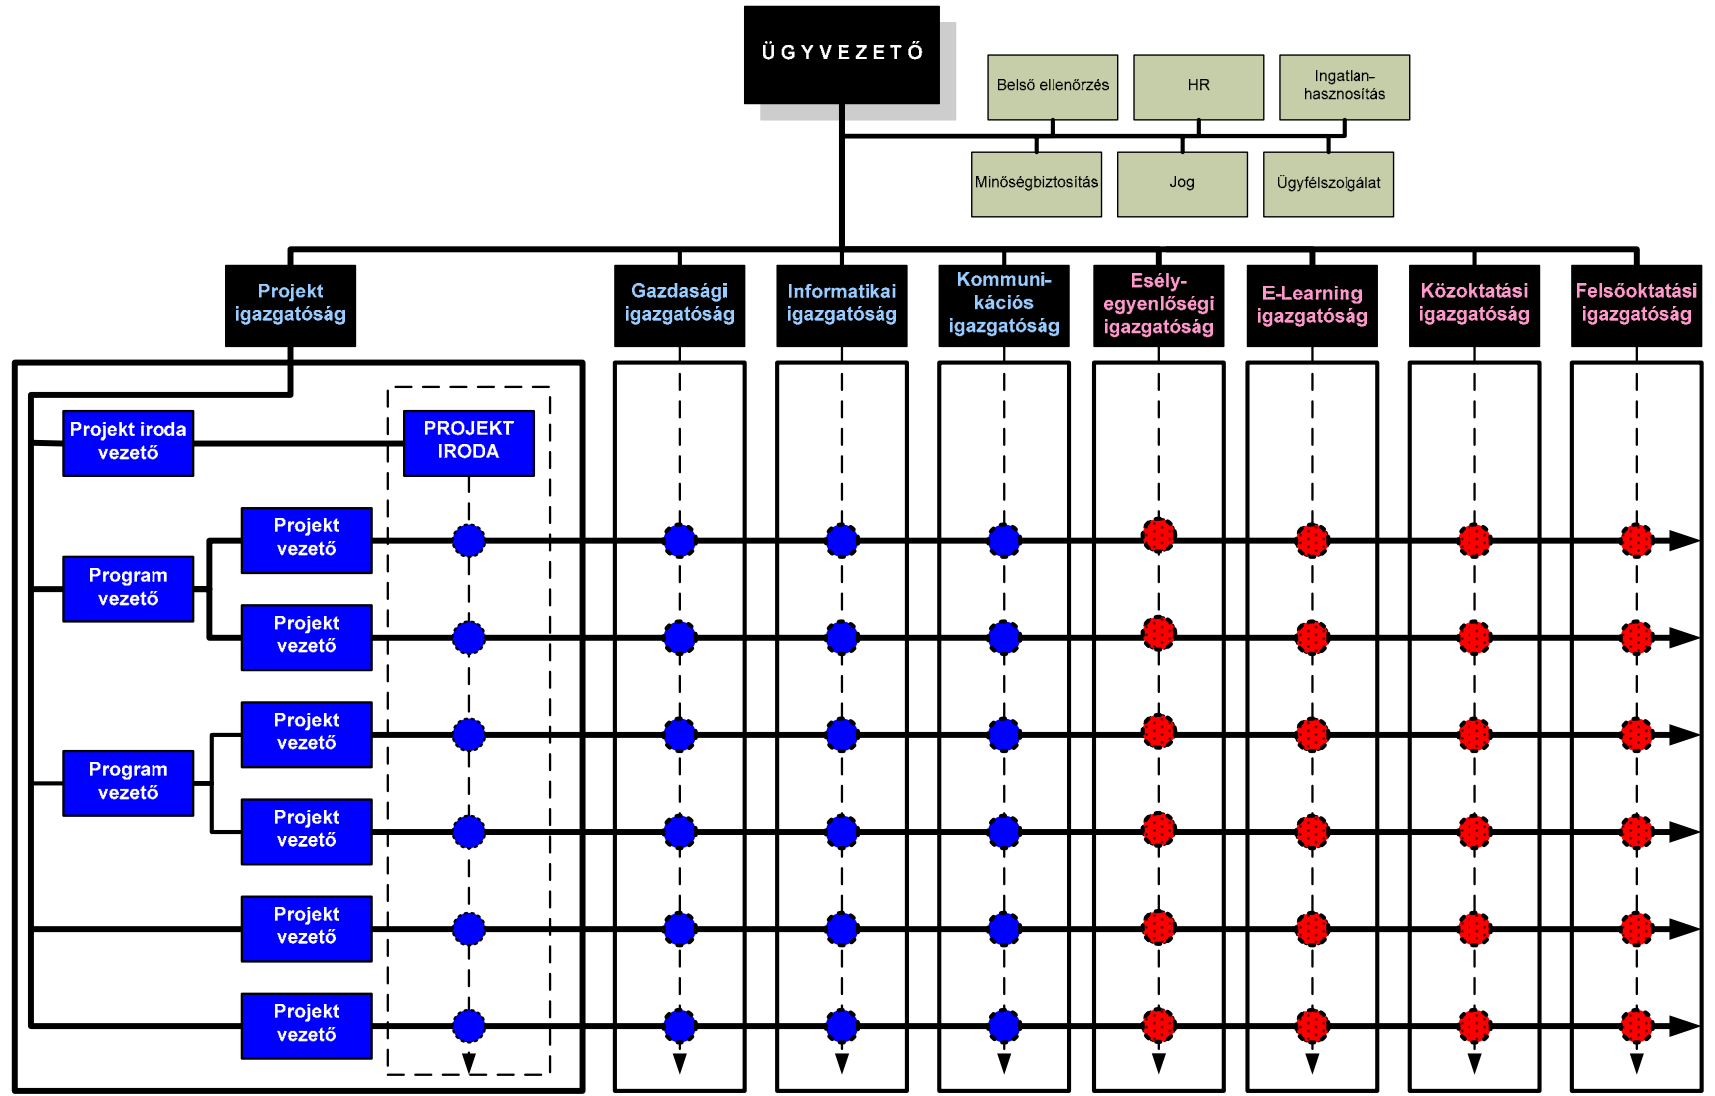 ÜGYVEZETŐ
Belső ellenőrzés
HR
Ingatlan-
hasznosítás
Minőségbiztosítás
Jog
Ügyfélszolgálat
Projekt
igazgatóság
Gazdasági
igazgatóság
Informatikai
igazgatóság
Kommuni-
kációs
igazgatóság
Esély-
egyenlőségi
igazgatóság
E-Learning
igazgatóság
Közoktatási
igazgatóság
Felsőoktatási
igazgatóság
Projekt iroda
vezető
PROJEKT
IRODA
Projekt
vezető
Program
vezető
Projekt
vezető
Projekt
vezető
Program
vezető
Projekt
vezető
Projekt
vezető
Projekt
vezető